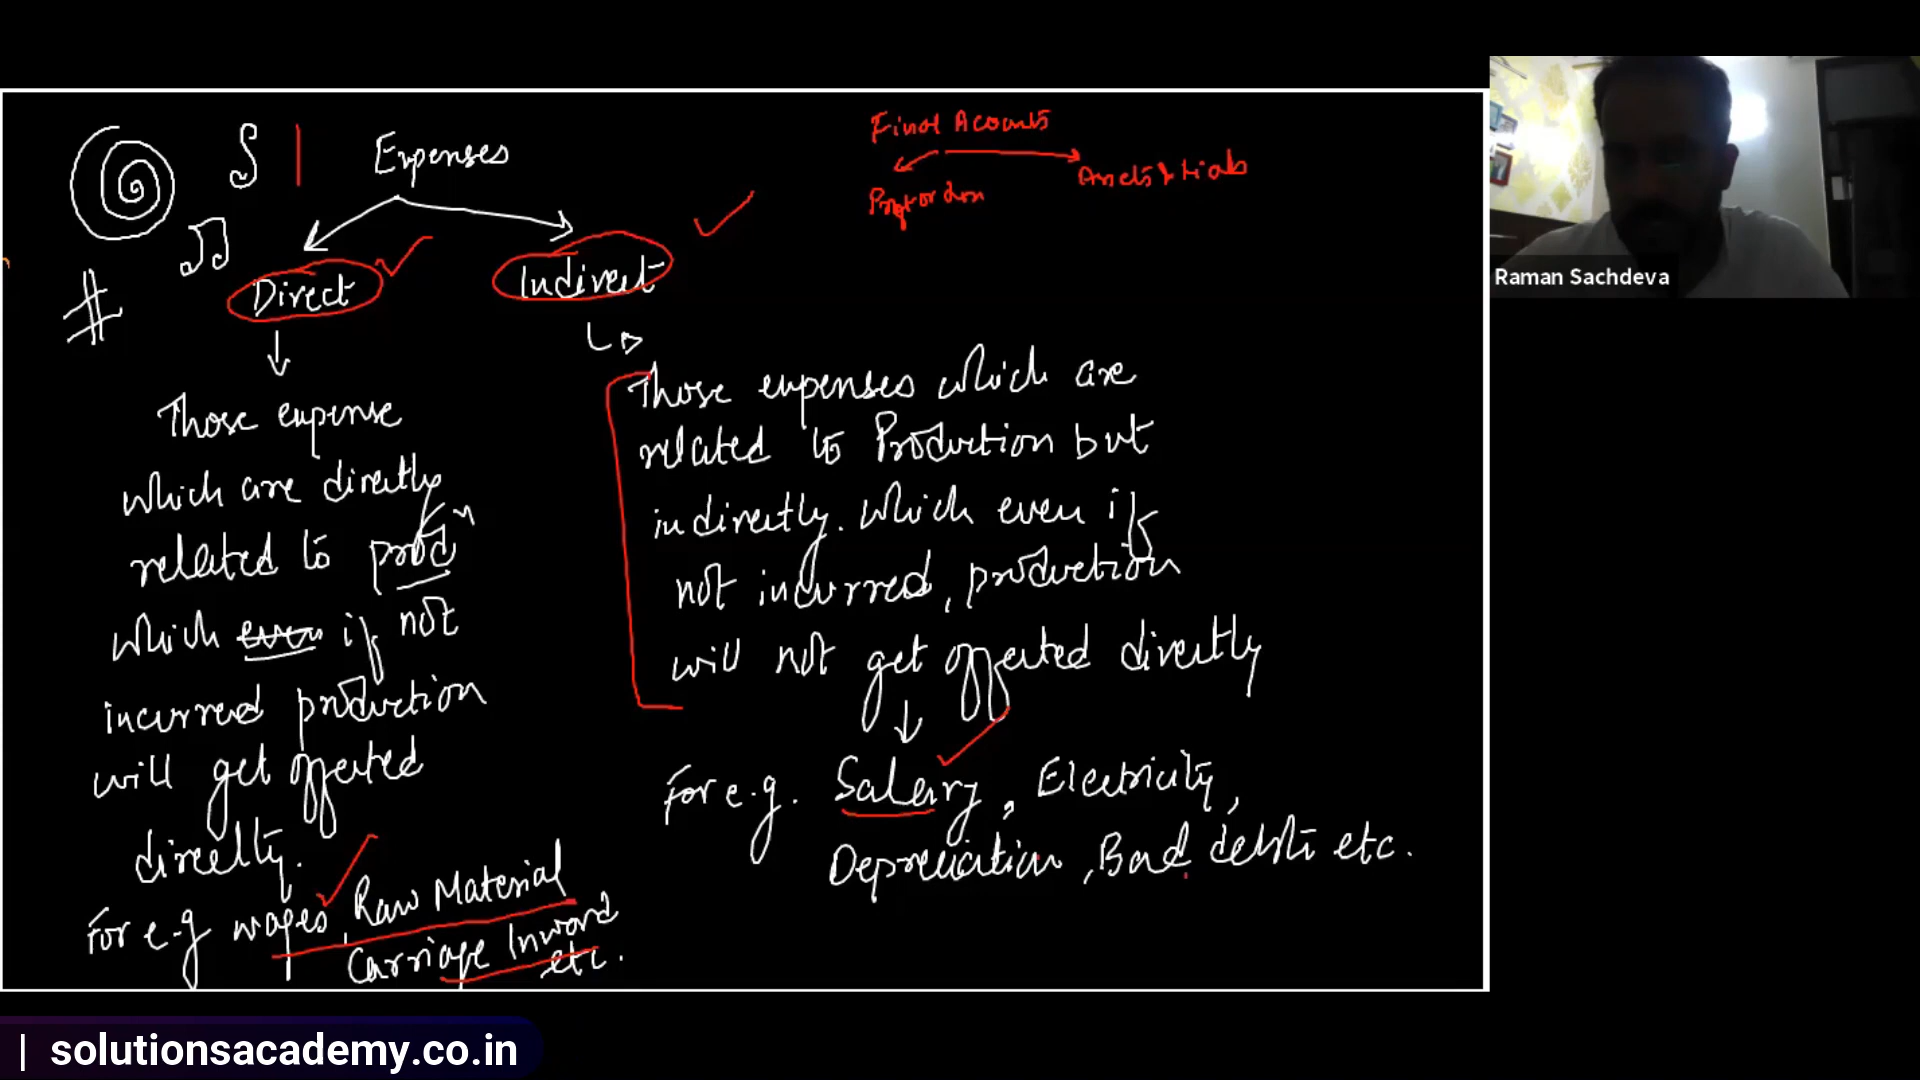 Expenses
Direct
Indirect
Final Acounts
Assets & Liab
Those expense
which are directly
related to prodn
which even if not
incurred production
will get affected
directly.
For e.g wages, Raw Material
Carriage Inward
etc.
Those expenses which are
related to Production but
indirectly. Which even if
not incurred, production
will not get affected directly
For e.g. Salary, Electricity,
Depreciation, Bad debts etc.
Raman Sachdeva
| solutionsacademy.co.in